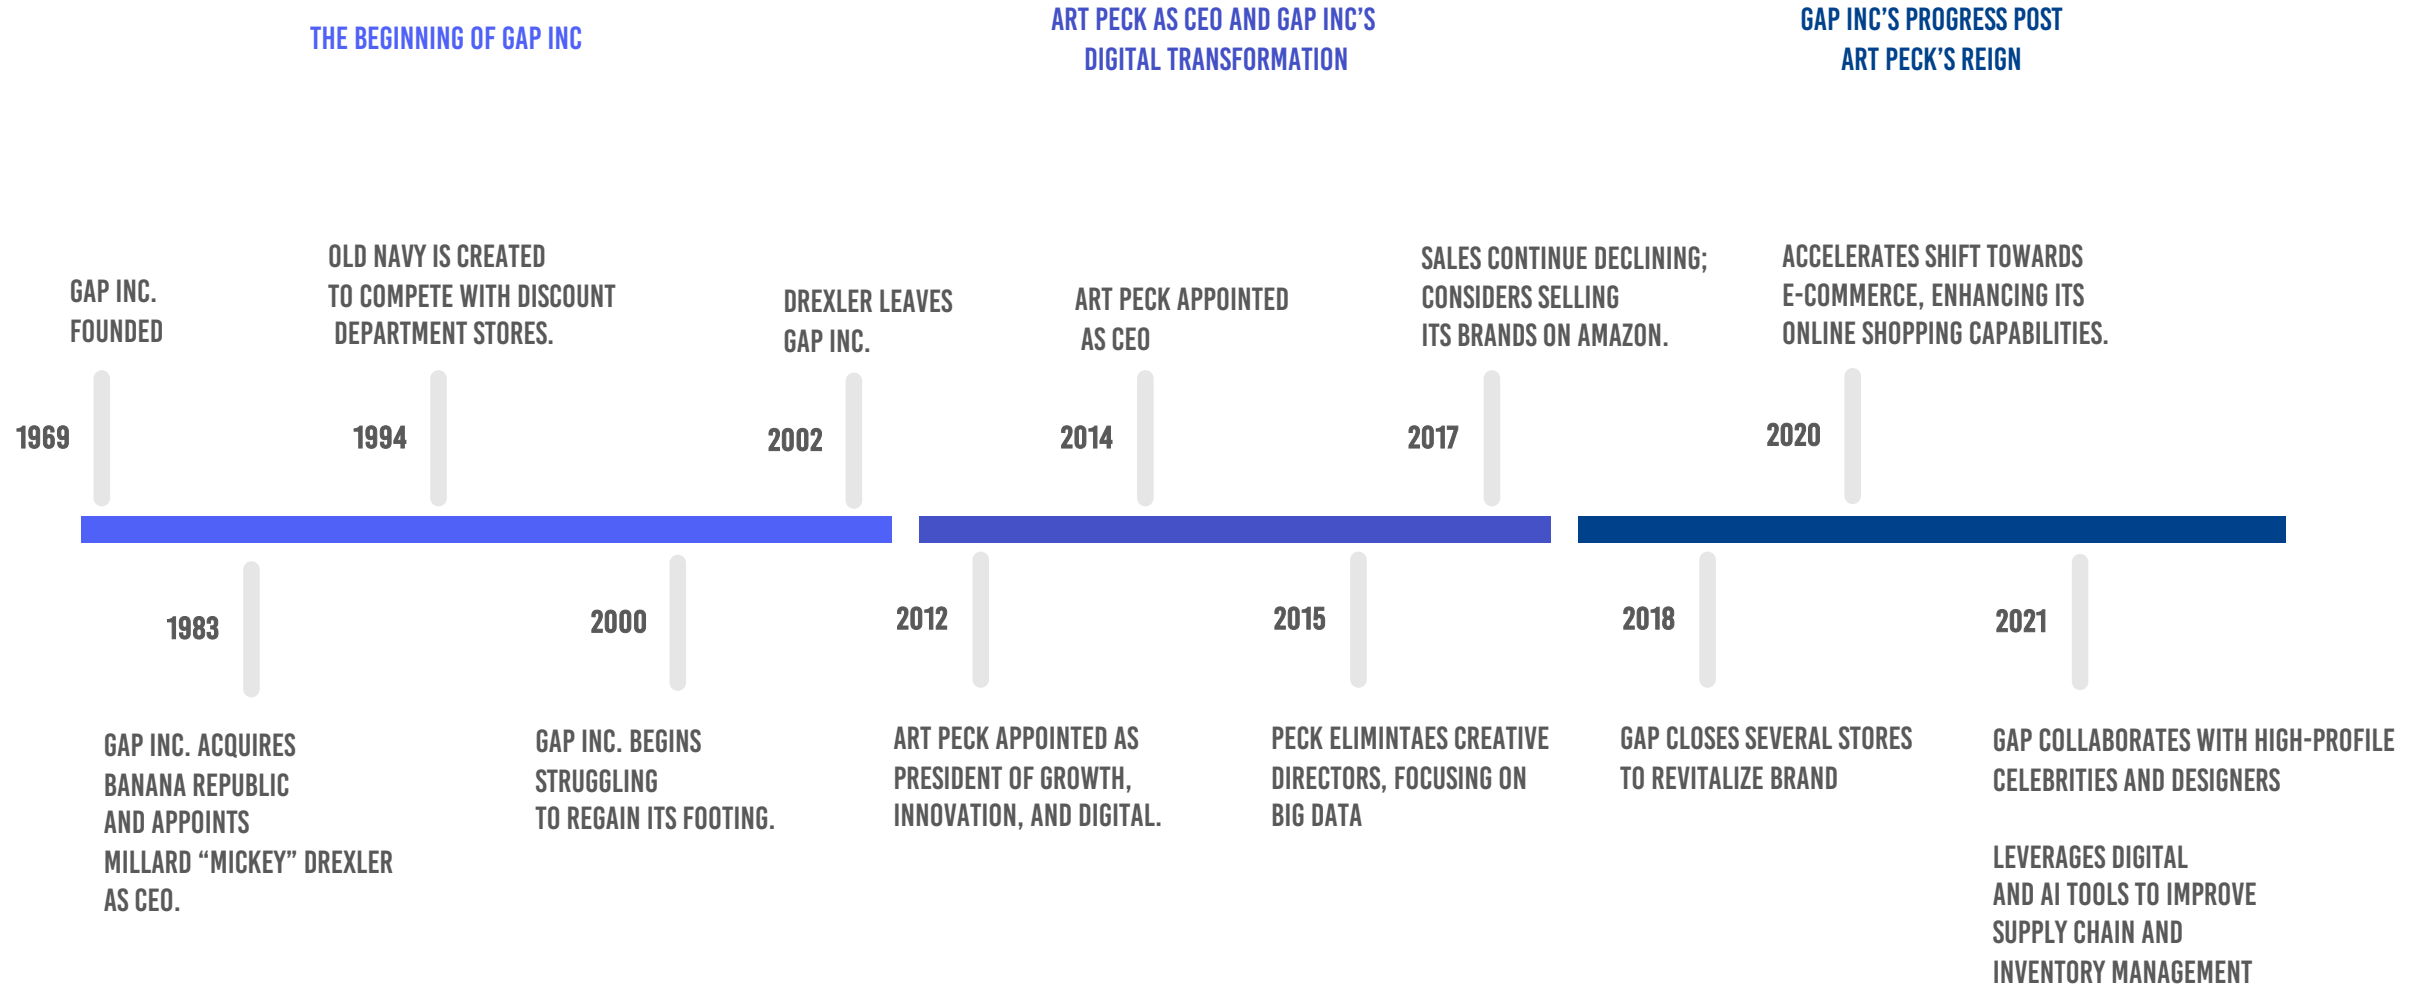 THE BEGINNING OF GAP INC
ART PECK AS CEO AND GAP INC'S
DIGITAL TRANSFORMATION
GAP INC'S PROGRESS POST
ART PECK'S REIGN
GAP INC.
FOUNDED
1969
OLD NAVY IS CREATED
TO COMPETE WITH DISCOUNT
DEPARTMENT STORES.
1994
DREXLER LEAVES
GAP INC.
2002
ART PECK APPOINTED
AS CEO
2014
SALES CONTINUE DECLINING;
CONSIDERS SELLING
ITS BRANDS ON AMAZON.
2017
ACCELERATES SHIFT TOWARDS
E-COMMERCE, ENHANCING ITS
ONLINE SHOPPING CAPABILITIES.
2020
1983
GAP INC. ACQUIRES
BANANA REPUBLIC
AND APPOINTS
MILLARD “MICKEY” DREXLER
AS CEO.
2000
GAP INC. BEGINS
STRUGGLING
TO REGAIN ITS FOOTING.
2012
ART PECK APPOINTED AS
PRESIDENT OF GROWTH,
INNOVATION, AND DIGITAL.
2015
PECK ELIMINTAES CREATIVE
DIRECTORS, FOCUSING ON
BIG DATA
2018
GAP CLOSES SEVERAL STORES
TO REVITALIZE BRAND
2021
GAP COLLABORATES WITH HIGH-PROFILE
CELEBRITIES AND DESIGNERS
LEVERAGES DIGITAL
AND AI TOOLS TO IMPROVE
SUPPLY CHAIN AND
INVENTORY MANAGEMENT